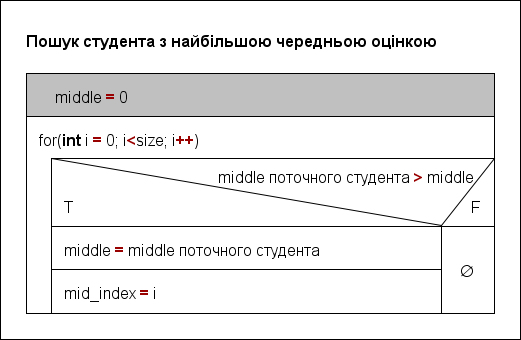 Пошук студента з найбільшою чередньою оцінкою
middle = 0
for(int i = 0; i<size; i++)
middle поточного студента > middle
T
F
middle = middle поточного студента
∅
mid_index = i